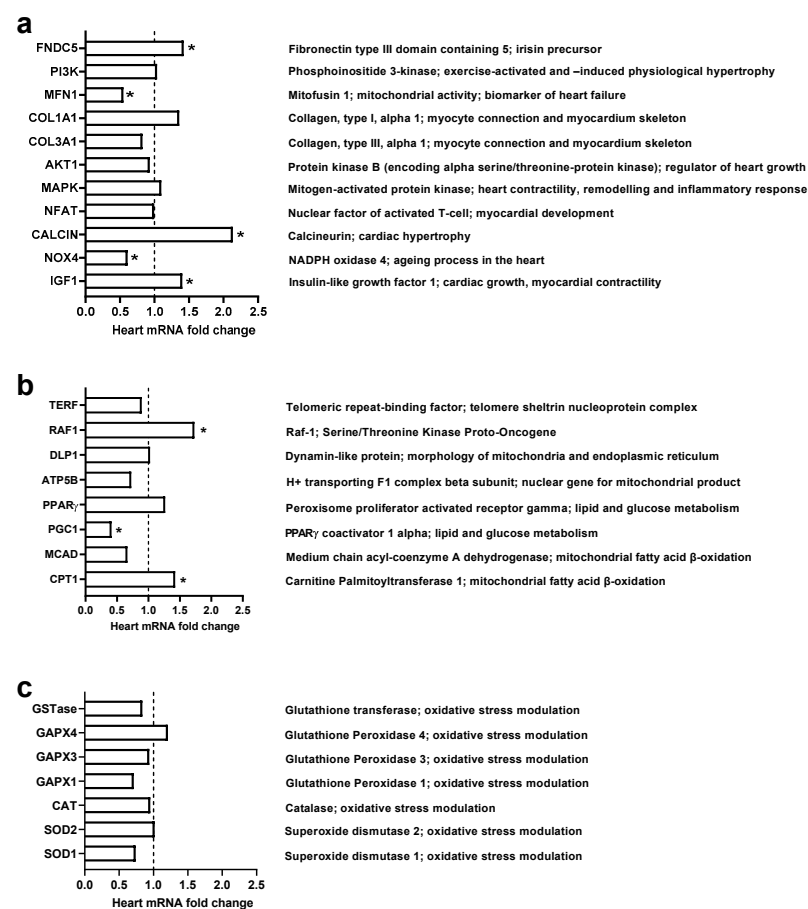 a
FNDC5 * Fibronectin type III domain containing 5; irisin precursor
PI3K Phosphoinositide 3-kinase; exercise-activated and –induced physiological hypertrophy
MFN1 * Mitofusin 1; mitochondrial activity; biomarker of heart failure
COL1A1 Collagen, type I, alpha 1; myocyte connection and myocardium skeleton
COL3A1 Collagen, type III, alpha 1; myocyte connection and myocardium skeleton
AKT1 Protein kinase B (encoding alpha serine/threonine-protein kinase); regulator of heart growth
MAPK Mitogen-activated protein kinase; heart contractility, remodelling and inflammatory response
NFAT Nuclear factor of activated T-cell; myocardial development
CALCIN * Calcineurin; cardiac hypertrophy
NOX4 * NADPH oxidase 4; ageing process in the heart
IGF1 * Insulin-like growth factor 1; cardiac growth, myocardial contractility
0.0 0.5 1.0 1.5 2.0 2.5
Heart mRNA fold change
b
TERF Telomeric repeat-binding factor; telomere sheltrin nucleoprotein complex
RAF1 * Raf-1; Serine/Threonine Kinase Proto-Oncogene
DLP1 Dynamin-like protein; morphology of mitochondria and endoplasmic reticulum
ATP5B H+ transporting F1 complex beta subunit; nuclear gene for mitochondrial product
PPARγ Peroxisome proliferator activated receptor gamma; lipid and glucose metabolism
PGC1 * PPARγ coactivator 1 alpha; lipid and glucose metabolism
MCAD Medium chain acyl-coenzyme A dehydrogenase; mitochondrial fatty acid β-oxidation
CPT1 * Carnitine Palmitoyltransferase 1; mitochondrial fatty acid β-oxidation
0.0 0.5 1.0 1.5 2.0 2.5
Heart mRNA fold change
c
GSTase Glutathione transferase; oxidative stress modulation
GAPX4 Glutathione Peroxidase 4; oxidative stress modulation
GAPX3 Glutathione Peroxidase 3; oxidative stress modulation
GAPX1 Glutathione Peroxidase 1; oxidative stress modulation
CAT Catalase; oxidative stress modulation
SOD2 Superoxide dismutase 2; oxidative stress modulation
SOD1 Superoxide dismutase 1; oxidative stress modulation
0.0 0.5 1.0 1.5 2.0 2.5
Heart mRNA fold change